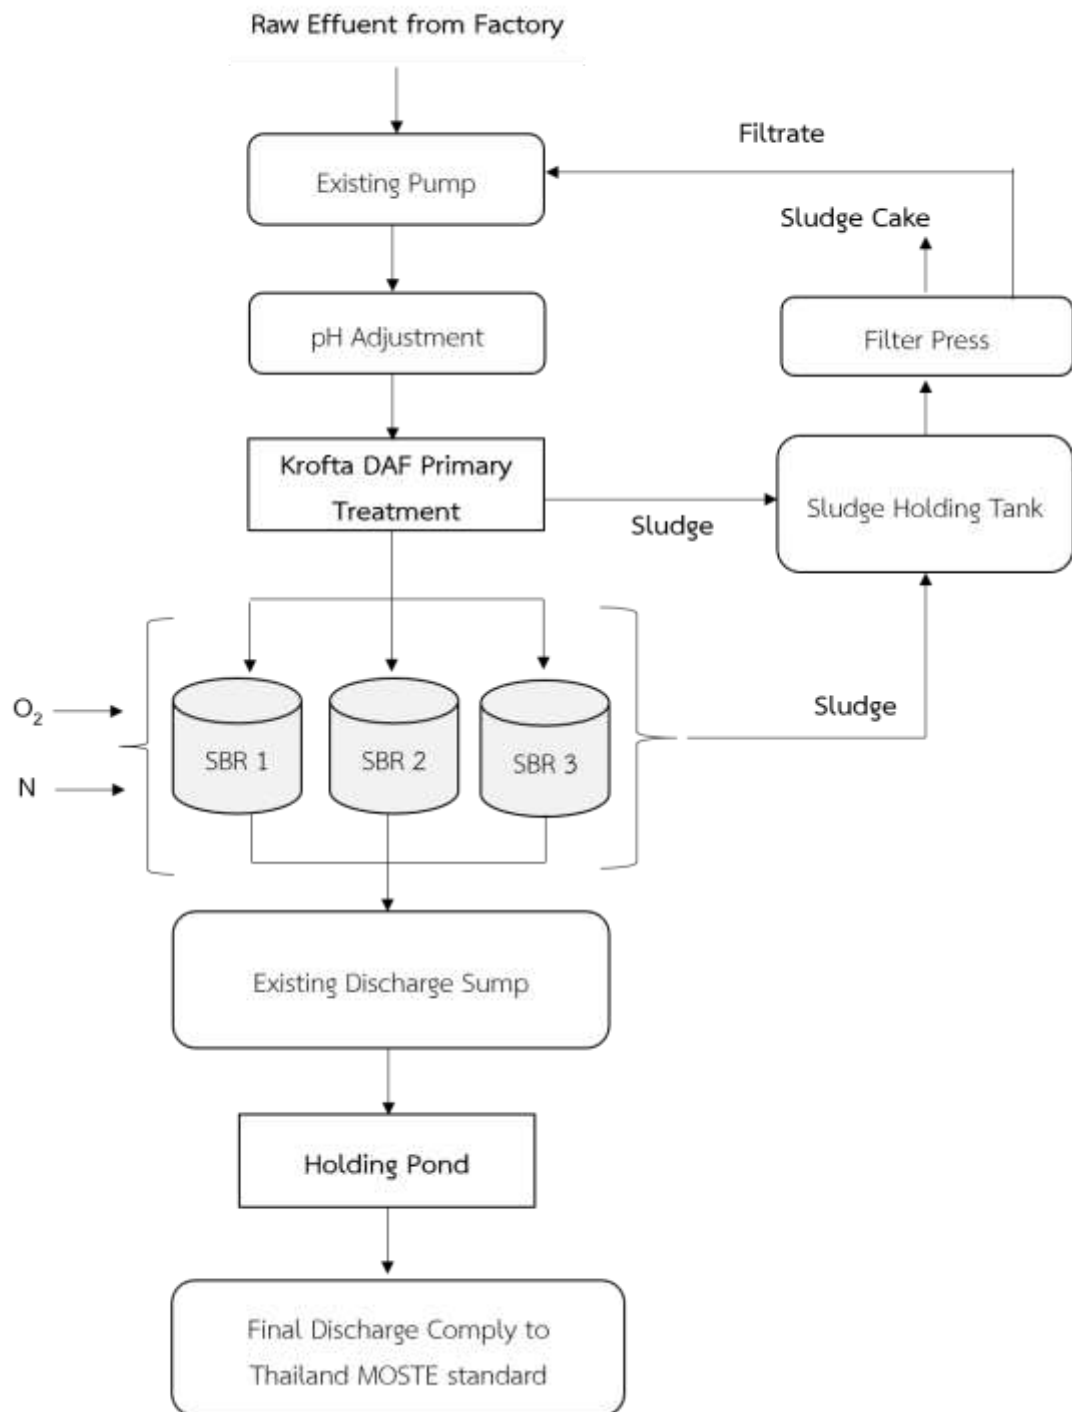 Raw Effuent from Factory
Filtrate
Existing Pump
Sludge Cake
pH Adjustment
Filter Press
Krofta DAF Primary
Treatment
Sludge Holding Tank
Sludge
O₂
SBR 1
SBR 2
SBR 3
Sludge
N
Existing Discharge Sump
Holding Pond
Final Discharge Comply to
Thailand MOSTE standard